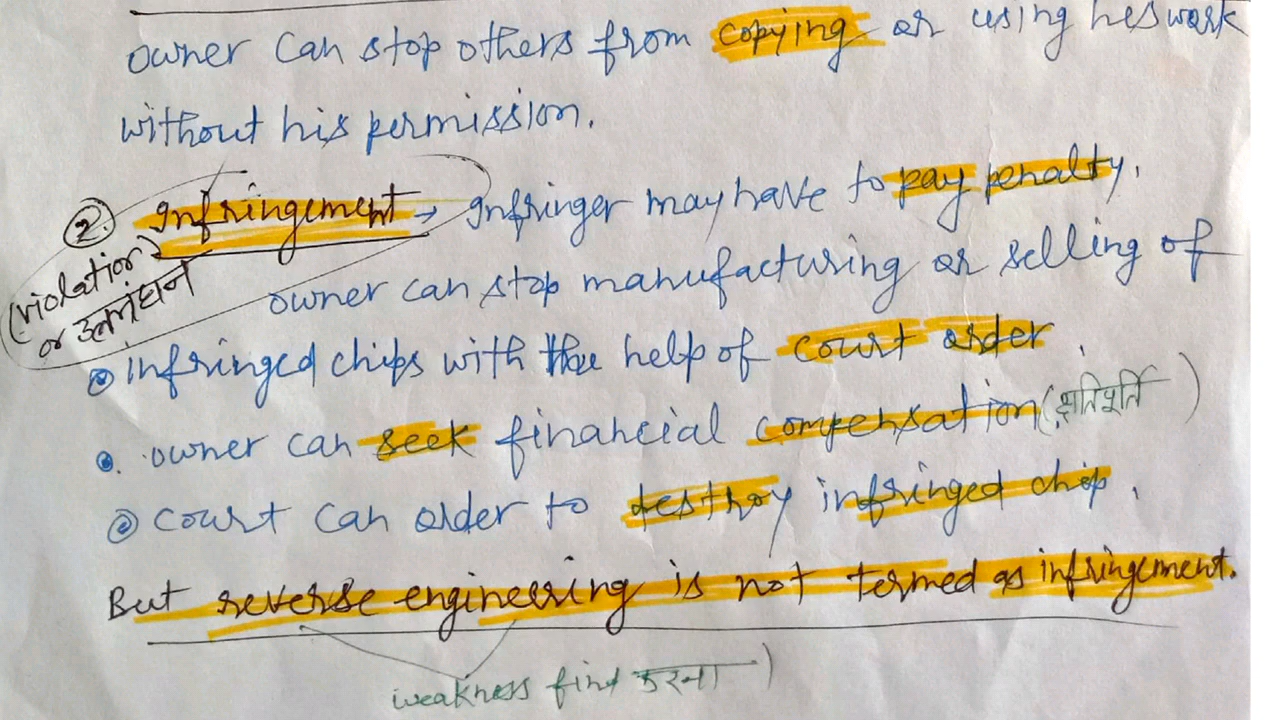 owner can stop others from copying or using hes work
without his permission.
2. Infringement → Infringer may have to pay penalty.
(violation
or उल्लंघन
owner can stop manufacturing or selling of
infringed chips with the help of court order.
owner can seek financial compensation (क्षतिपूर्ति)
court can order to destroy infringed chip.
But reverse engineering is not termed as infringement.
weakness find करना)